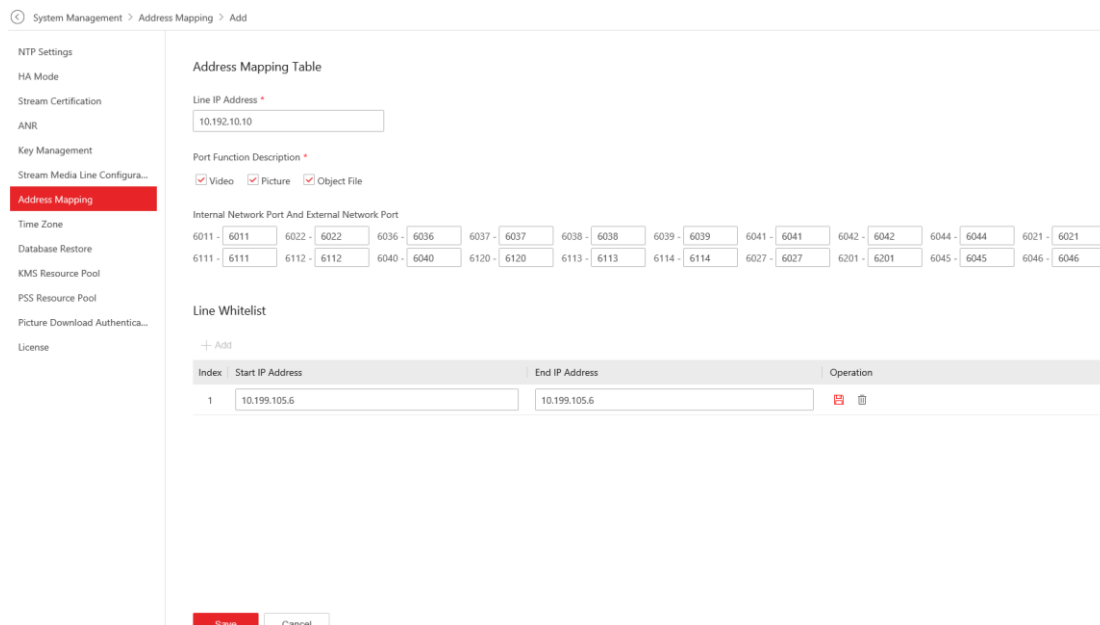 System Management > Address Mapping > Add
NTP Settings
HA Mode
Stream Certification
ANR
Key Management
Stream Media Line Configura...
Address Mapping
Time Zone
Database Restore
KMS Resource Pool
PSS Resource Pool
Picture Download Authentica...
License
Address Mapping Table
Line IP Address *
10.192.10.10
Port Function Description *
Video Picture Object File
Internal Network Port And External Network Port
6011 - 6011 6022 - 6022 6036 - 6036 6037 - 6037 6038 - 6038 6039 - 6039 6041 - 6041 6042 - 6042 6044 - 6044 6021 - 6021
6111 - 6111 6112 - 6112 6040 - 6040 6120 - 6120 6113 - 6113 6114 - 6114 6027 - 6027 6201 - 6201 6045 - 6045 6046 - 6046
Line Whitelist
+ Add
Index Start IP Address End IP Address Operation
1 10.199.105.6 10.199.105.6
Save Cancel